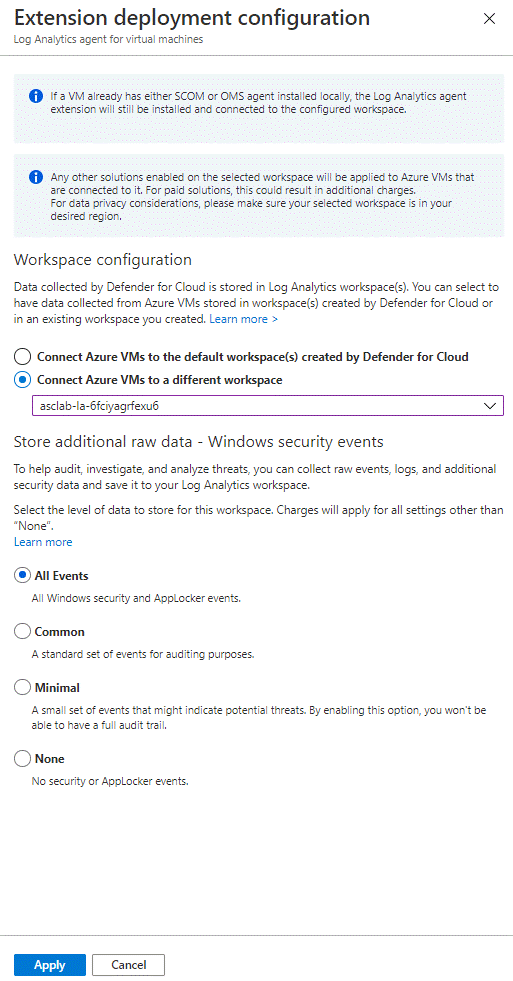 Extension deployment configuration
Log Analytics agent for virtual machines
If a VM already has either SCOM or OMS agent installed locally, the Log Analytics agent
extension will still be installed and connected to the configured workspace.
Any other solutions enabled on the selected workspace will be applied to Azure VMs that
are connected to it. For paid solutions, this could result in additional charges.
For data privacy considerations, please make sure your selected workspace is in your
desired region.
Workspace configuration
Data collected by Defender for Cloud is stored in Log Analytics workspace(s). You can select to
have data collected from Azure VMs stored in workspace(s) created by Defender for Cloud or
in an existing workspace you created. Learn more >
Connect Azure VMs to the default workspace(s) created by Defender for Cloud
Connect Azure VMs to a different workspace
asclab-la-6fciyagrfexu6
Store additional raw data - Windows security events
To help audit, investigate, and analyze threats, you can collect raw events, logs, and additional
security data and save it to your Log Analytics workspace.
Select the level of data to store for this workspace. Charges will apply for all settings other than
"None".
Learn more
All Events
All Windows security and AppLocker events.
Common
A standard set of events for auditing purposes.
Minimal
A small set of events that might indicate potential threats. By enabling this option, you won't be
able to have a full audit trail.
None
No security or AppLocker events.
Apply
Cancel